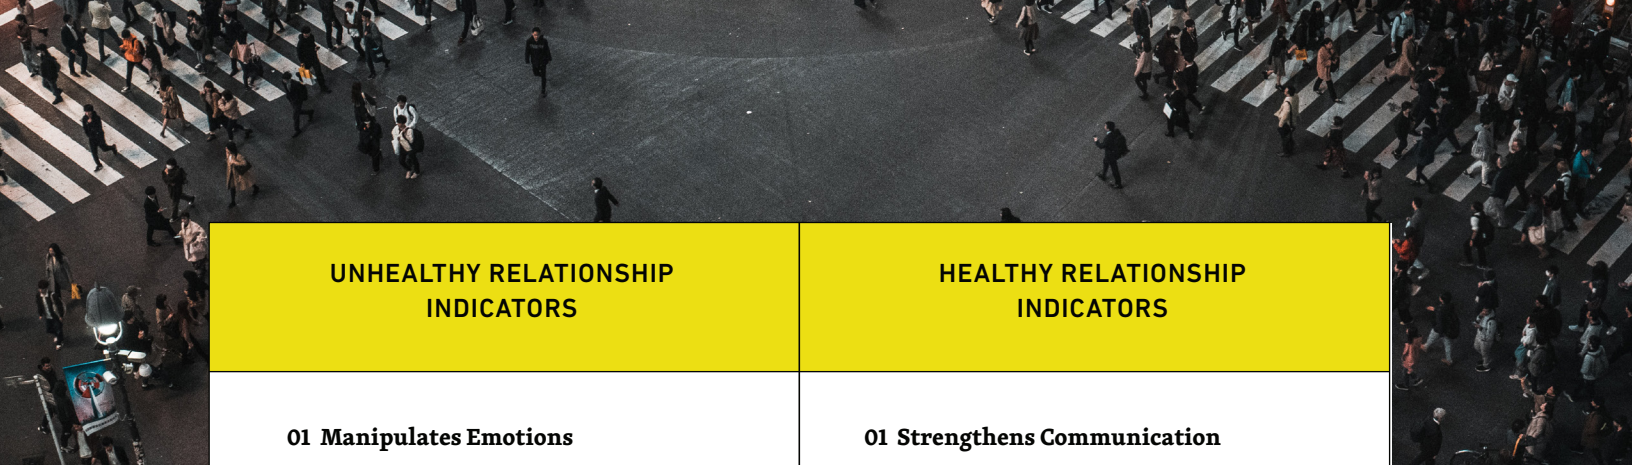 UNHEALTHY RELATIONSHIP
INDICATORS
HEALTHY RELATIONSHIP
INDICATORS
01 Manipulates Emotions
01 Strengthens Communication